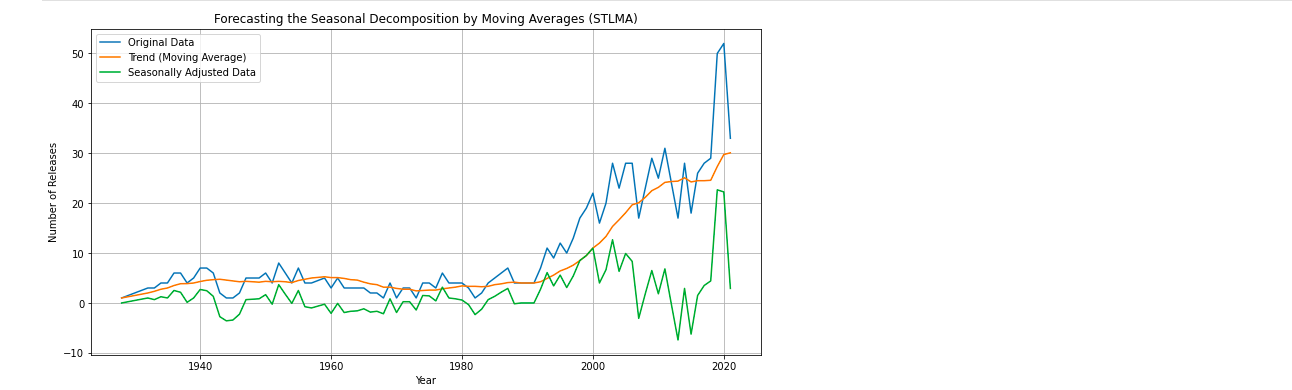 Forecasting the Seasonal Decomposition by Moving Averages (STLMA)
Original Data
Trend (Moving Average)
Seasonally Adjusted Data
50
40
30
20
10
0
−10
Number of Releases
1940
1960
1980
2000
2020
Year